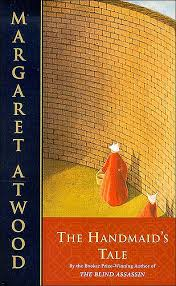 MARGARET ATWOOD
THE HANDMAID'S
TALE
By the Booker Prize-Winning Author of
THE BLIND ASSASSIN